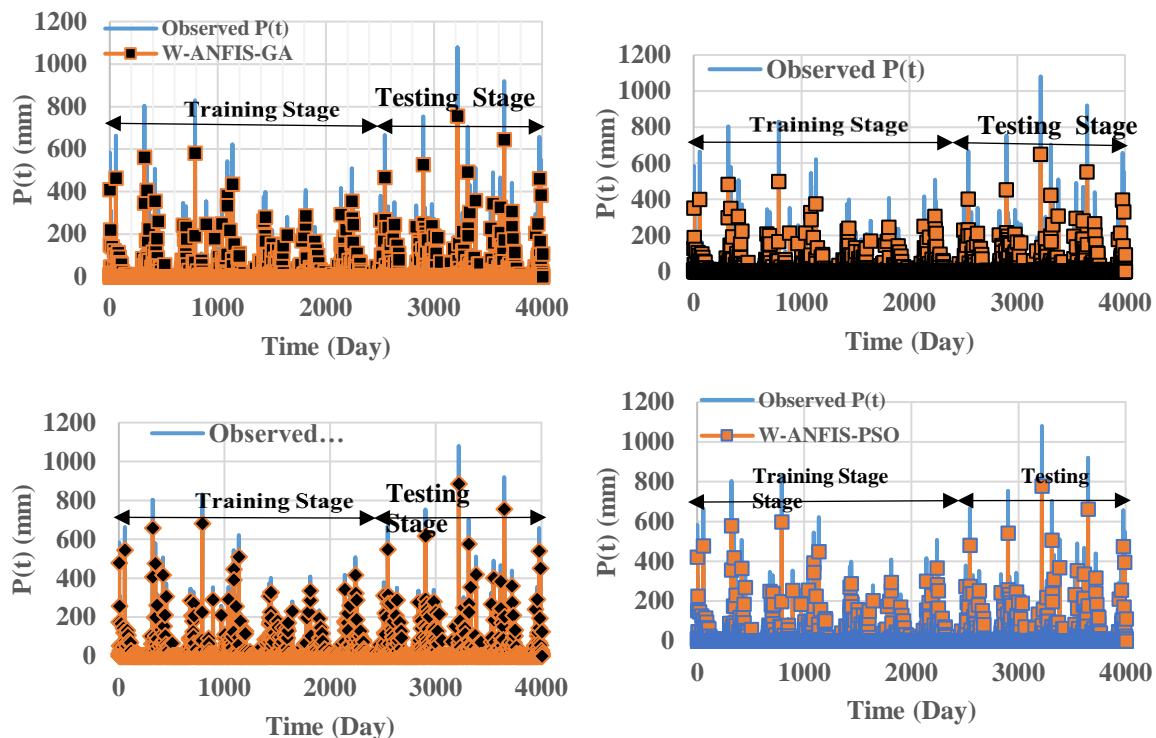 1200
1000
800
600
400
200
0
P(t) (mm)
Observed P(t)
W-ANFIS-GA
Training Stage
Testing Stage
0 1000 2000 3000 4000
Time (Day)
1200
1000
800
600
400
200
0
P(t) (mm)
Observed P(t)
Training Stage
Testing Stage
0 1000 2000 3000 4000
Time (Day)
1200
1000
800
600
400
200
0
P(t) (mm)
Observed…
Training Stage
Testing
Stage
0 1000 2000 3000 4000
Time (Day)
1200
1000
800
600
400
200
0
P(t) (mm)
Observed P(t)
W-ANFIS-PSO
Training Stage
Testing
Stage
0 1000 2000 3000 4000
Time (Day)